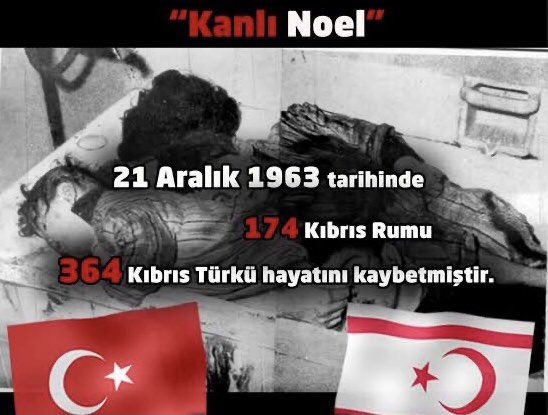 “Kanlı Noel”
21 Aralık 1963 tarihinde
174 Kıbrıs Rumu
364 Kıbrıs Türkü hayatını kaybetmiştir.